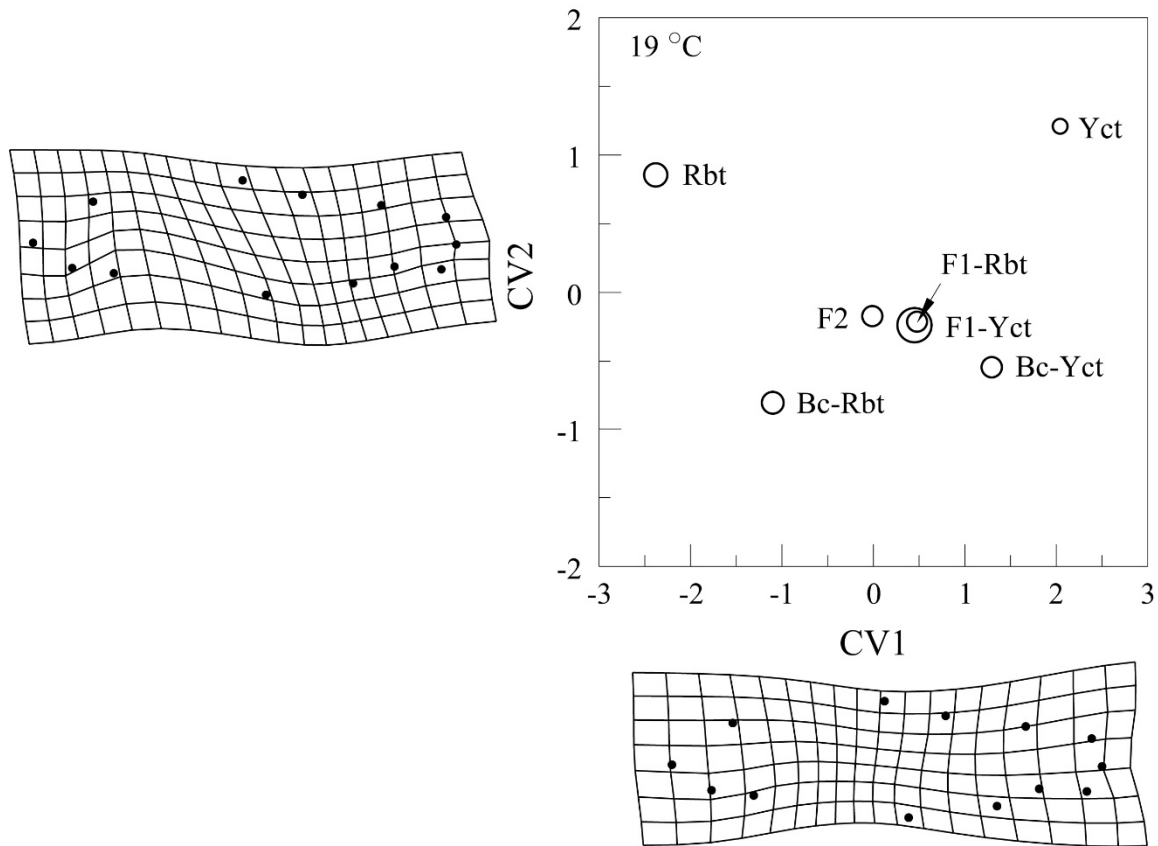 2
19 °C
Yct
1
Rbt
F1-Rbt
CV2
0
F2
F1-Yct
Bc-Yct
Bc-Rbt
-1
-2
-3 -2 -1 0 1 2 3
CV1